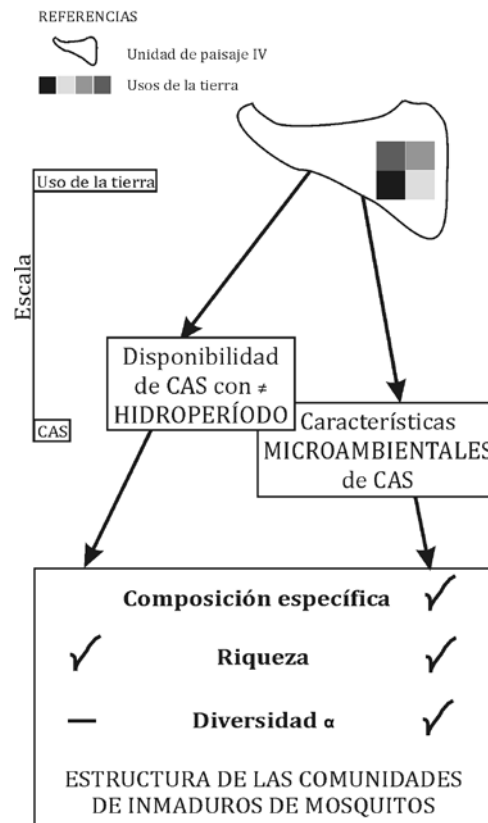 REFERENCIAS
Unidad de paisaje IV
Usos de la tierra
Uso de la tierra
Escala
CAS
Disponibilidad
de CAS con ≠
HIDROPERÍODO
Características
MICROAMBIENTALES
de CAS
Composición específica
Riqueza
Diversidad α
ESTRUCTURA DE LAS COMUNIDADES
DE INMADUROS DE MOSQUITOS